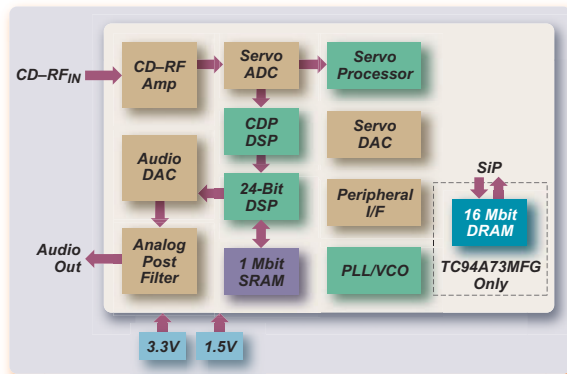 CD–RF IN
CD–RF
Amp
Servo
ADC
Servo
Processor
CDP
DSP
Servo
DAC
Audio
DAC
24-Bit
DSP
Peripheral
I/F
SiP
16 Mbit
DRAM
Audio
Out
Analog
Post
Filter
1 Mbit
SRAM
PLL/VCO
TC94A73MFG
Only
3.3V
1.5V